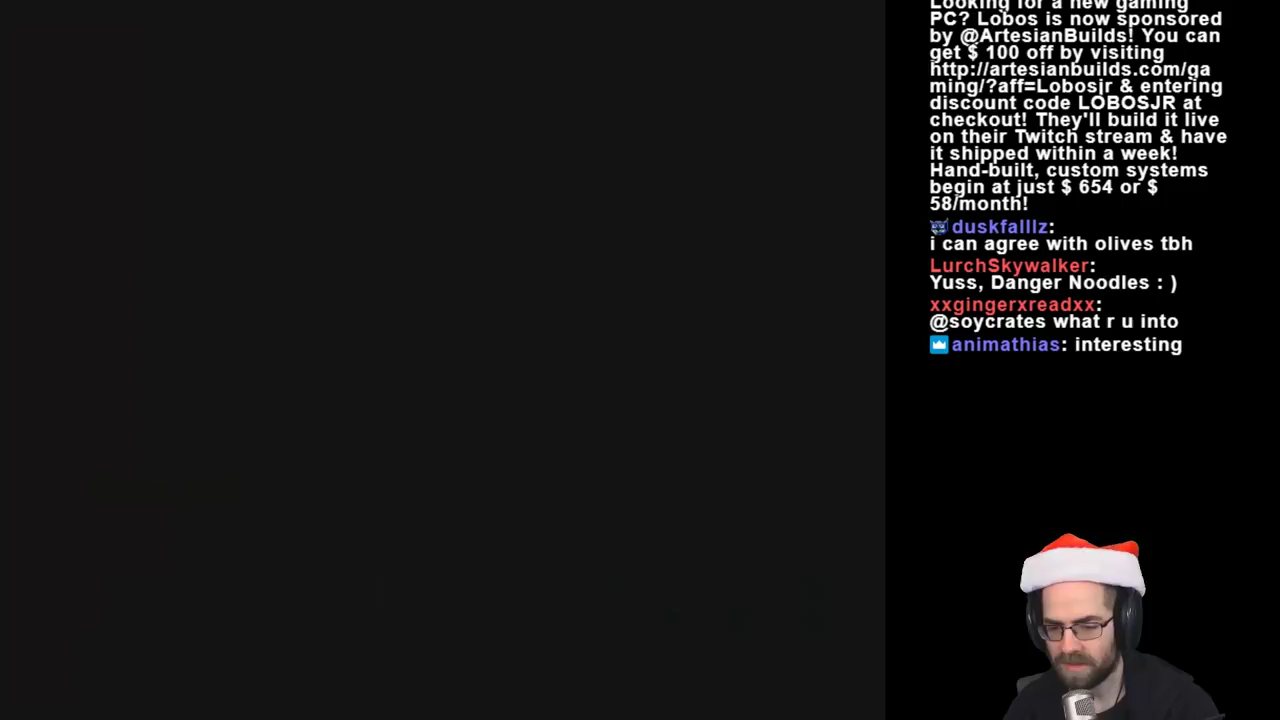 Looking for a new gaming
PC? Lobos is now sponsored
by @ArtesianBuilds! You can
get $ 100 off by visiting
http://artesianbuilds.com/ga
ming/?aff=Lobosjr & entering
discount code LOBOSJR at
checkout! They'll build it live
on their Twitch stream & have
it shipped within a week!
Hand-built, custom systems
begin at just $ 654 or $
58/month!
duskfalllz:
i can agree with olives tbh
LurchSkywalker:
Yuss, Danger Noodles : )
xxgingerxreadxx:
@soycrates what r u into
animathias: interesting